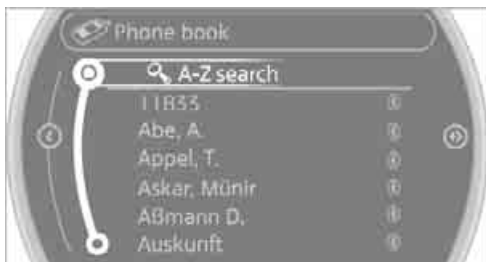 Phone book
A-Z search
11833
Abe, A.
Appel, T.
Askar, Münir
Aßmann D.
Auskunft